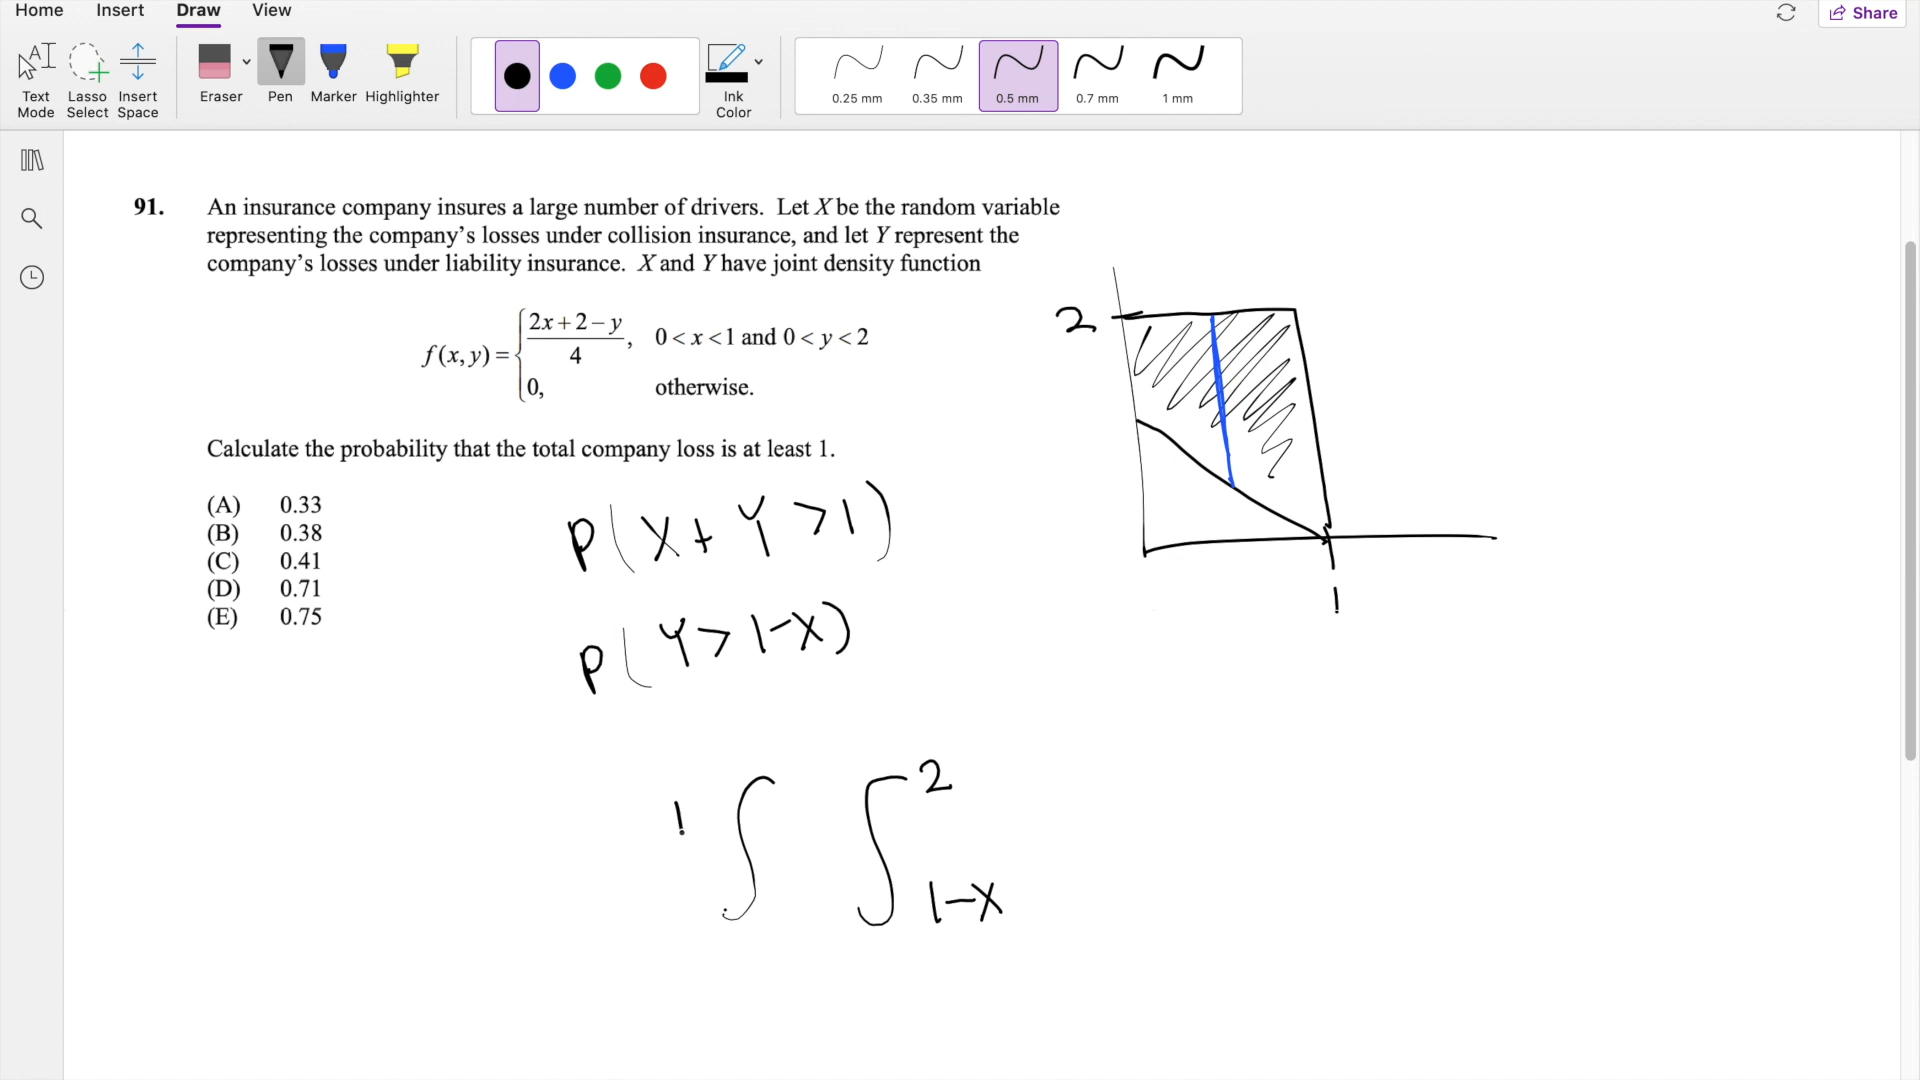 Home Insert Draw View Share
Text Mode
Lasso Select
Insert Space
Eraser
Pen
Marker
Highlighter
Ink Color
0.25 mm
0.35 mm
0.5 mm
0.7 mm
1 mm
91. An insurance company insures a large number of drivers. Let X be the random variable
representing the company’s losses under collision insurance, and let Y represent the
company’s losses under liability insurance. X and Y have joint density function
f(x, y) = { (2x+2−y)/4, 0 < x < 1 and 0 < y < 2
0, otherwise.
Calculate the probability that the total company loss is at least 1.
(A) 0.33
(B) 0.38
(C) 0.41
(D) 0.71
(E) 0.75
P(X+Y>1)
P(Y>1-X)
2
1
1 ∫ ∫ 2
1-X